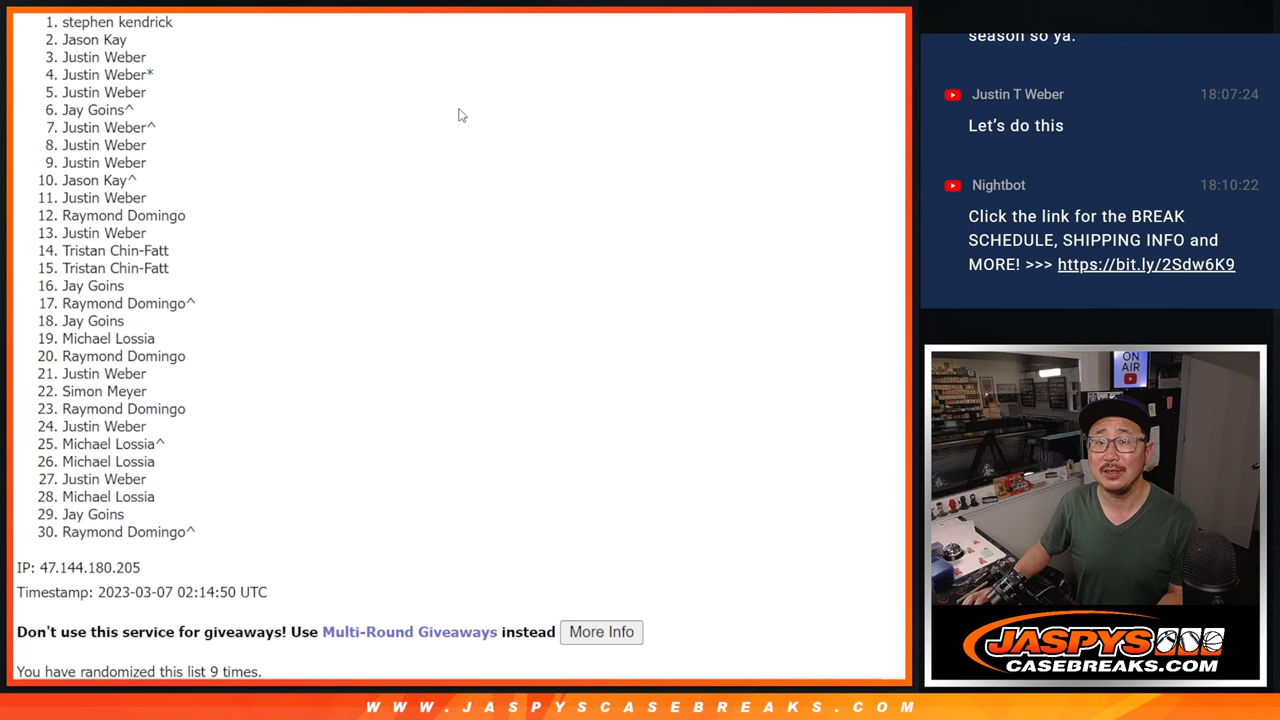 1. stephen kendrick
2. Jason Kay
3. Justin Weber
4. Justin Weber*
5. Justin Weber
6. Jay Goins^
7. Justin Weber^
8. Justin Weber
9. Justin Weber
10. Jason Kay^
11. Justin Weber
12. Raymond Domingo
13. Justin Weber
14. Tristan Chin-Fatt
15. Tristan Chin-Fatt
16. Jay Goins
17. Raymond Domingo^
18. Jay Goins
19. Michael Lossia
20. Raymond Domingo
21. Justin Weber
22. Simon Meyer
23. Raymond Domingo
24. Justin Weber
25. Michael Lossia^
26. Michael Lossia
27. Justin Weber
28. Michael Lossia
29. Jay Goins
30. Raymond Domingo^
IP: 47.144.180.205
Timestamp: 2023-03-07 02:14:50 UTC
Don't use this service for giveaways! Use Multi-Round Giveaways instead More Info
You have randomized this list 9 times.
season so ya.
Justin T Weber 18:07:24
Let's do this
Nightbot 18:10:22
Click the link for the BREAK
SCHEDULE, SHIPPING INFO and
MORE! >>> https://bit.ly/2Sdw6K9
ON
AIR
JASPYS
CASEBREAKS.COM
WWW.JASPYSCASEBREAKS.COM